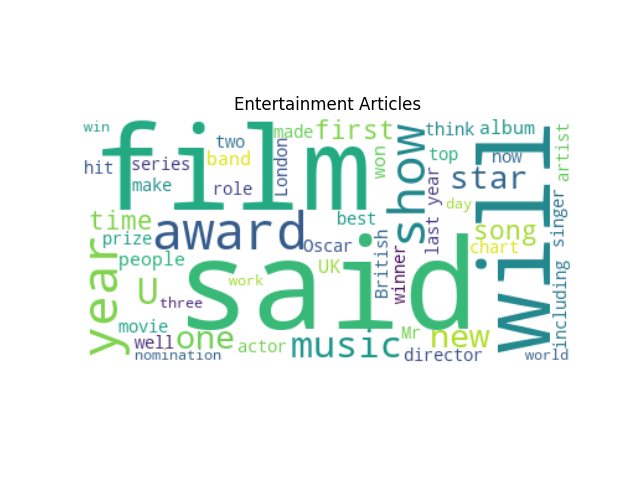 Entertainment Articles
win
film
made
first
think
album
artist
hit
series
two
band
London
won
show
top
now
will
make
role
star
last year
day
time
award
best
song
singer
prize
Oscar
chart
year
people
said
UK
British
winner
including
U
work
three
movie
well
one
actor
music
Mr
new
nomination
director
world